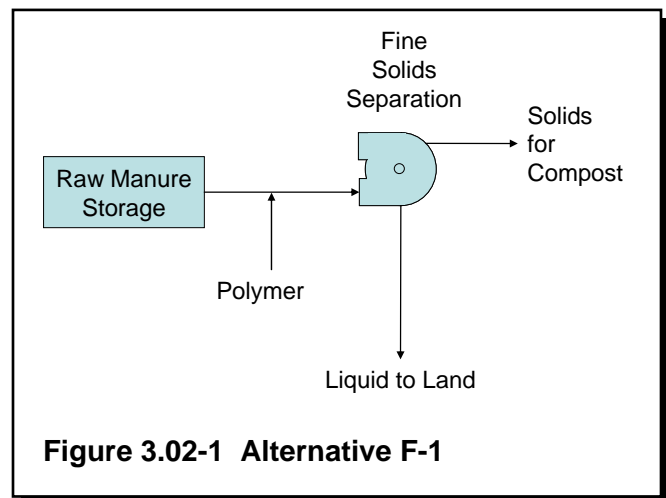 Fine
Solids
Separation
Solids
for
Compost
Raw Manure
Storage
Polymer
Liquid to Land
Figure 3.02-1 Alternative F-1